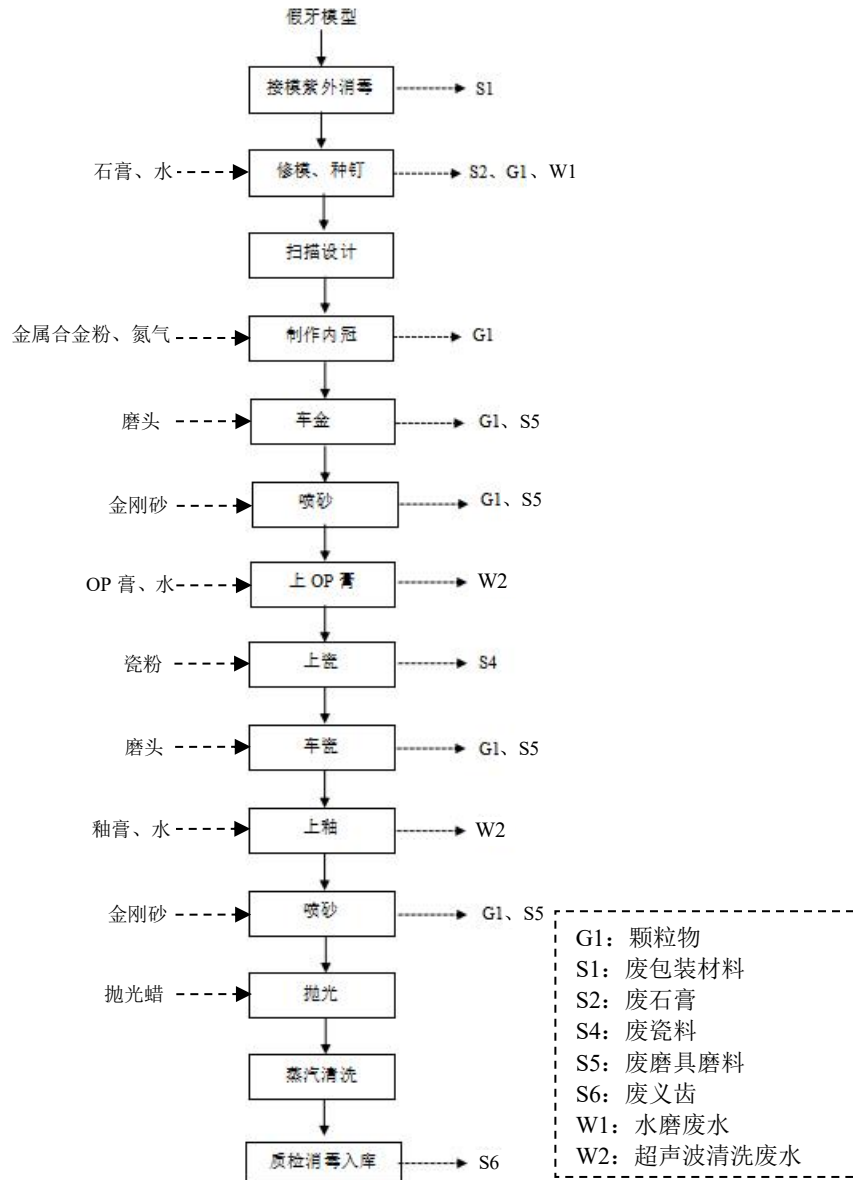 假牙模型
接模紫外消毒
S1
石膏、水
修模、种钉
S2、G1、W1
扫描设计
金属合金粉、氮气
制作内冠
G1
磨头
车金
G1、S5
金刚砂
喷砂
G1、S5
OP 膏、水
上 OP 膏
W2
瓷粉
上瓷
S4
磨头
车瓷
G1、S5
釉膏、水
上釉
W2
金刚砂
喷砂
G1、S5
抛光蜡
抛光
蒸汽清洗
质检消毒入库
S6
G1：颗粒物
S1：废包装材料
S2：废石膏
S4：废瓷料
S5：废磨具磨料
S6：废义齿
W1：水磨废水
W2：超声波清洗废水